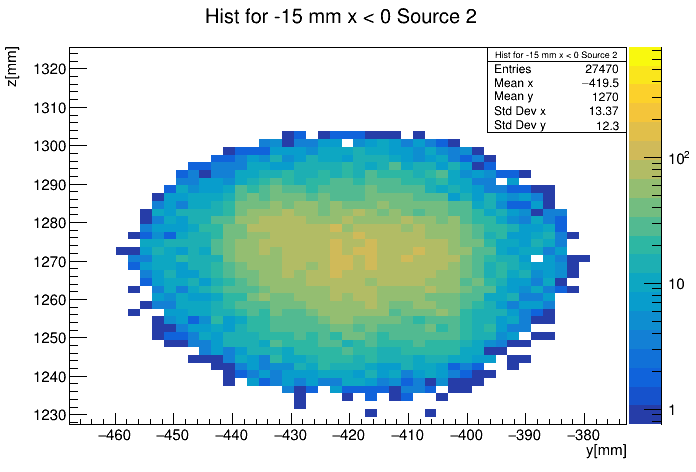 Hist for -15 mm x < 0 Source 2
z[mm]
Hist for -15 mm x < 0 Source 2
Entries 27470
Mean x −419.5
Mean y 1270
Std Dev x 13.37
Std Dev y 12.3
1320
1310
1300
1290
1280
1270
1260
1250
1240
1230
10²
10
1
−460 −450 −440 −430 −420 −410 −400 −390 −380
y[mm]